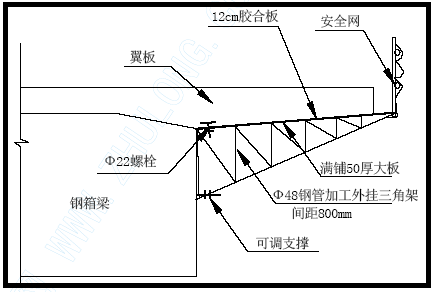 12cm胶合板
安全网
翼板
Φ22螺栓
满铺50厚大板
Φ48钢管加工外挂三角架
间距800mm
钢箱梁
可调支撑